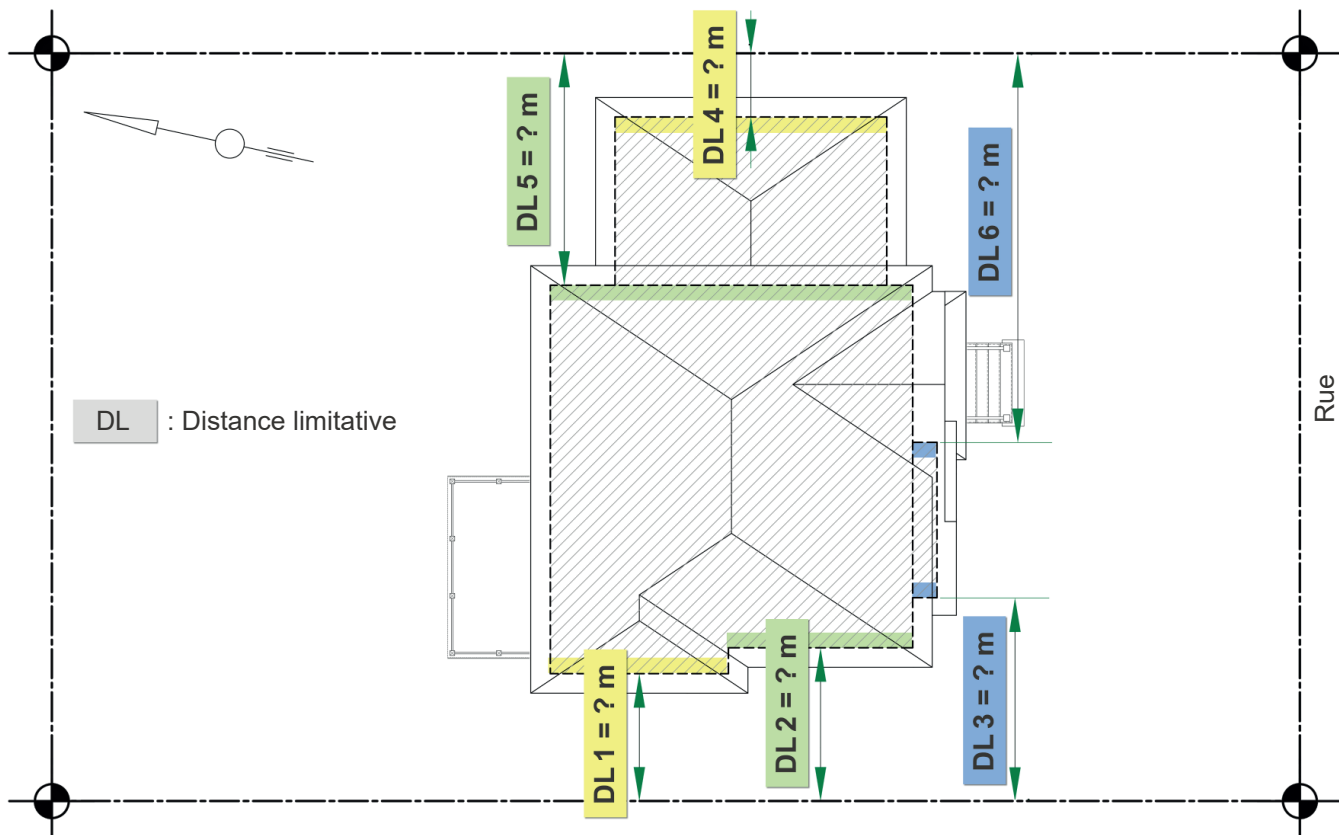 DL 4 = ? m
DL 5 = ? m
DL 6 = ? m
DL : Distance limitative
Rue
DL 1 = ? m
DL 2 = ? m
DL 3 = ? m